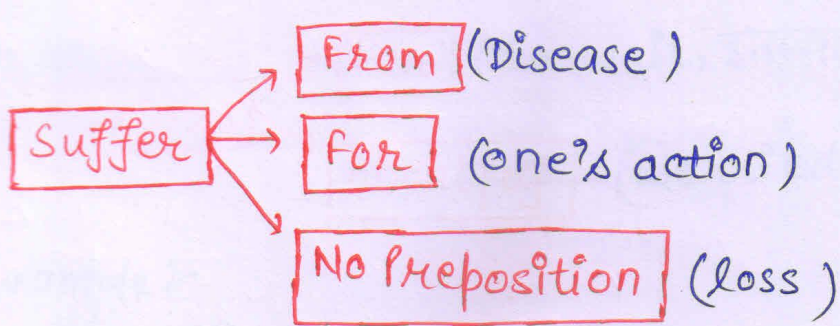 From (Disease)
Suffer
For (one's action)
No Preposition (loss)